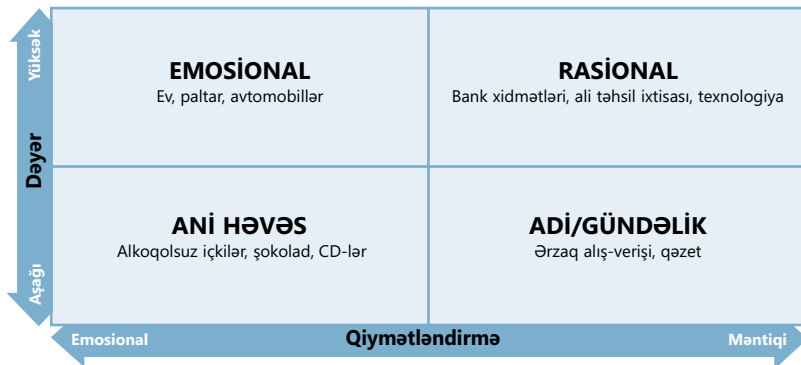 Yüksək
Dəyər
Aşağı
EMOSİONAL
Ev, paltar, avtomobillər
RASİONAL
Bank xidmətləri, ali təhsil ixtisası, texnologiya
ANİ HƏVƏS
Alkoqolsuz içkilər, şokolad, CD-lər
ADİ/GÜNDƏLİK
Ərzaq alış-verişi, qəzet
Emosional
Qiymətləndirmə
Məntiqi